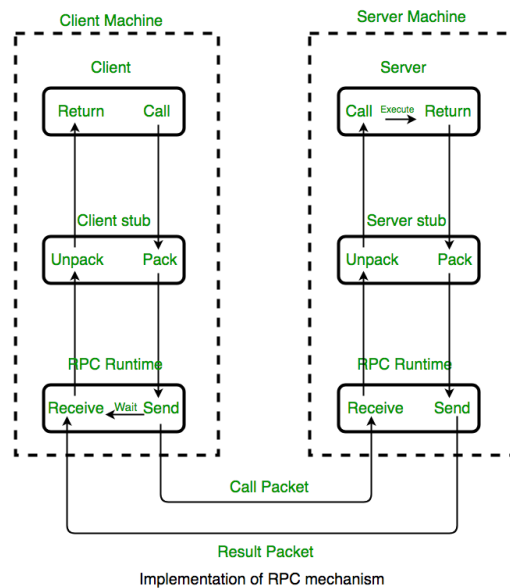 Client Machine
Server Machine
Client
Server
Return Call
Call Execute Return
Client stub
Server stub
Unpack Pack
Unpack Pack
RPC Runtime
RPC Runtime
Receive Wait Send
Receive Send
Call Packet
Result Packet
Implementation of RPC mechanism